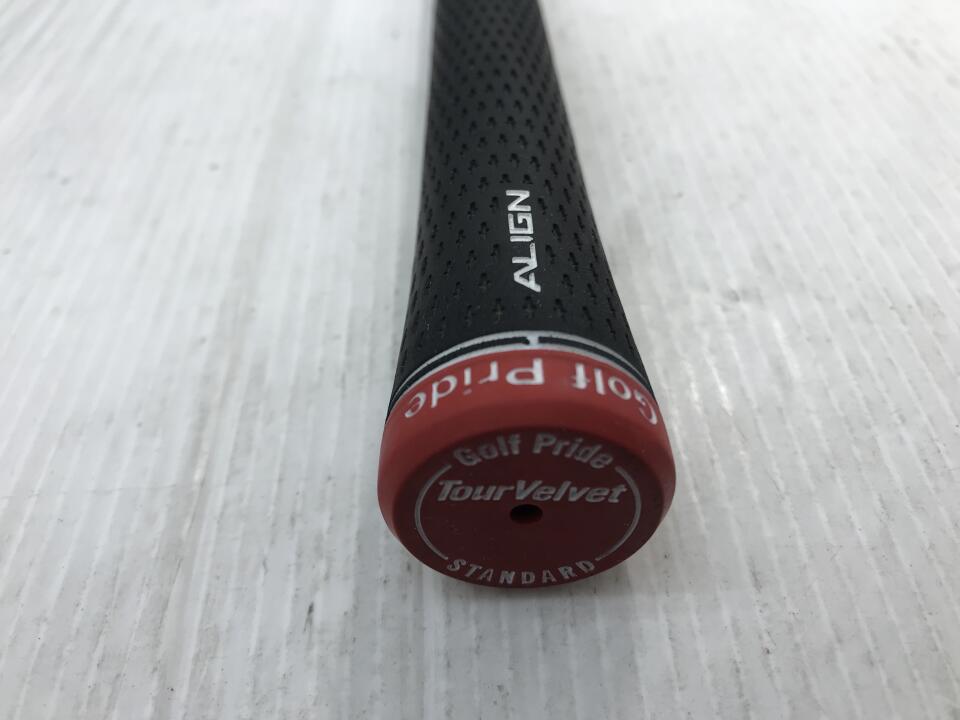 ALIGN
Golf Pride
Golf Pride
TourVelvet
STANDARD